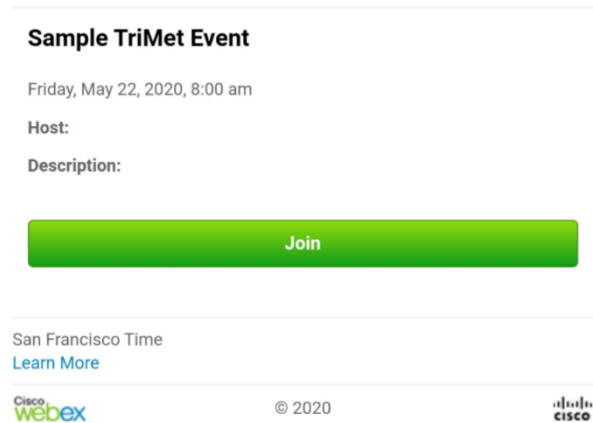 Sample TriMet Event
Friday, May 22, 2020, 8:00 am
Host:
Description:
Join
San Francisco Time
Learn More
Cisco
webex
© 2020
CISCO